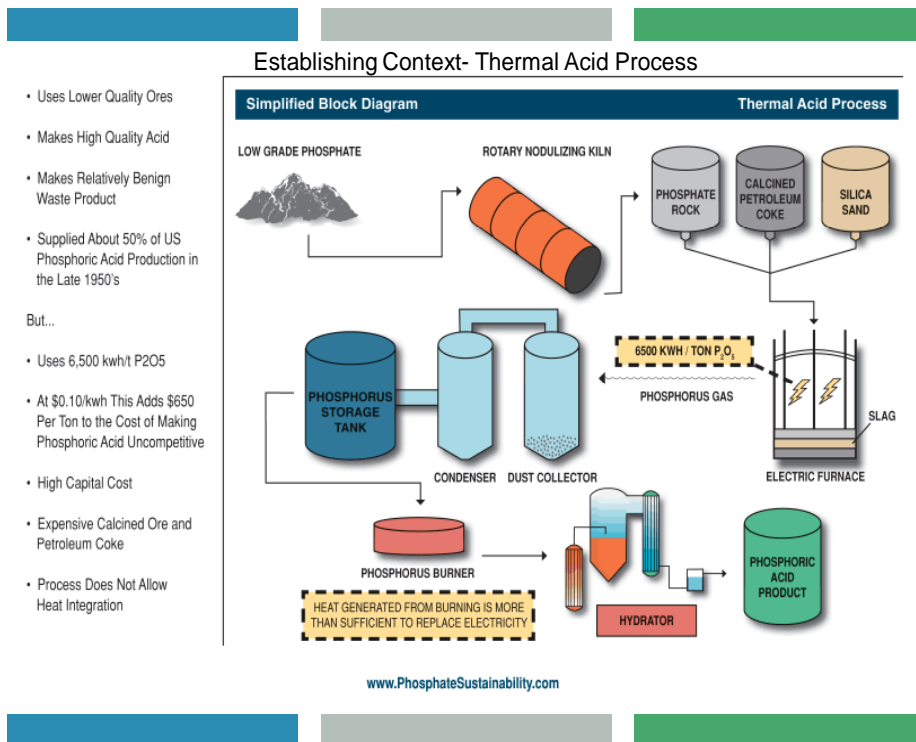 Establishing Context- Thermal Acid Process
• Uses Lower Quality Ores
• Makes High Quality Acid
• Makes Relatively Benign
Waste Product
• Supplied About 50% of US
Phosphoric Acid Production in
the Late 1950's
But...
• Uses 6,500 kwh/t P2O5
• At $0.10/kwh This Adds $650
Per Ton to the Cost of Making
Phosphoric Acid Uncompetitive
• High Capital Cost
• Expensive Calcined Ore and
Petroleum Coke
• Process Does Not Allow
Heat Integration
Simplified Block Diagram
Thermal Acid Process
LOW GRADE PHOSPHATE
ROTARY NODULIZING KILN
PHOSPHATE
ROCK
CALCINED
PETROLEUM
COKE
SILICA
SAND
6500 KWH / TON P₂O₅
PHOSPHORUS GAS
SLAG
ELECTRIC FURNACE
PHOSPHORUS
STORAGE
TANK
CONDENSER
DUST COLLECTOR
PHOSPHORUS BURNER
HEAT GENERATED FROM BURNING IS MORE
THAN SUFFICIENT TO REPLACE ELECTRICITY
HYDRATOR
PHOSPHORIC
ACID
PRODUCT
www.PhosphateSustainability.com